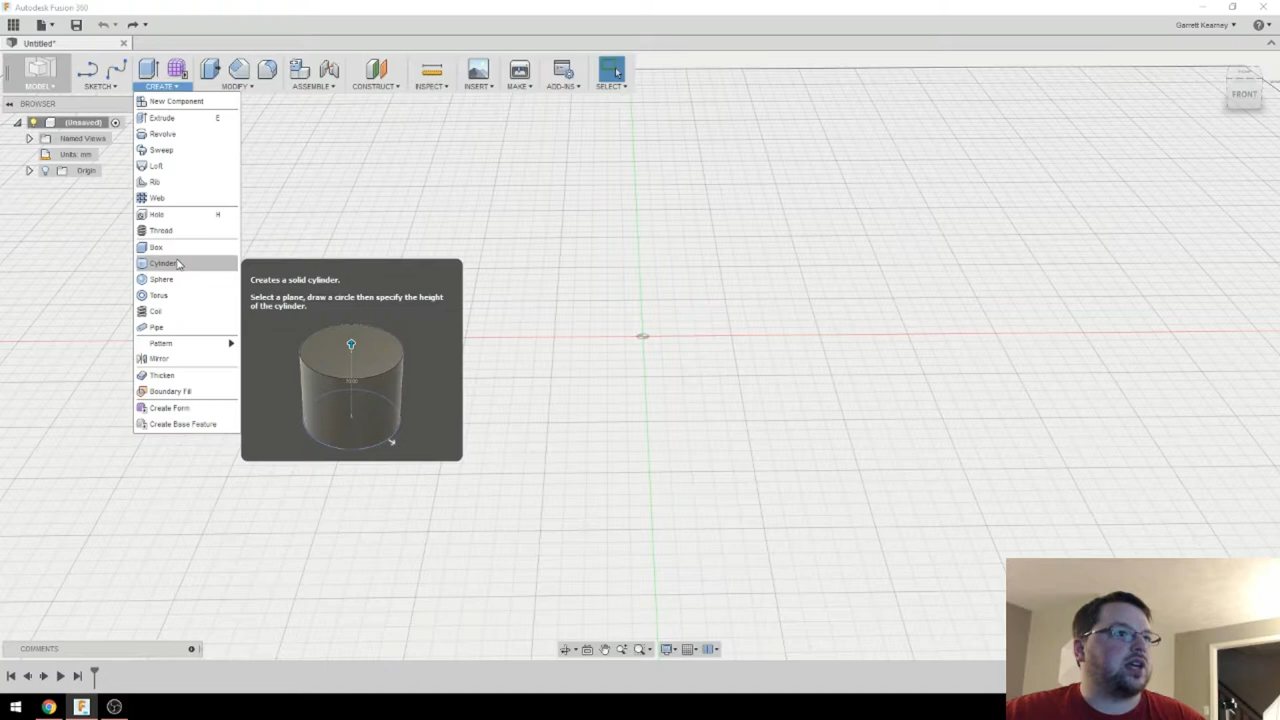 Autodesk Fusion 360
Garrett Kearney
Untitled*
MODEL
SKETCH
CREATE
MODIFY
ASSEMBLE
CONSTRUCT
INSPECT
INSERT
MAKE
ADD-INS
SELECT
BROWSER
New Component
(Unsaved)
Extrude E
Named Views
Revolve
Sweep
Units: mm
Loft
Origin
Rib
Web
Hole H
Thread
Box
Cylinder
Sphere
Torus
Coil
Pipe
Pattern
Mirror
Thicken
Boundary Fill
Create Form
Create Base Feature
Creates a solid cylinder.
Select a plane, draw a circle then specify the height
of the cylinder.
FRONT
COMMENTS